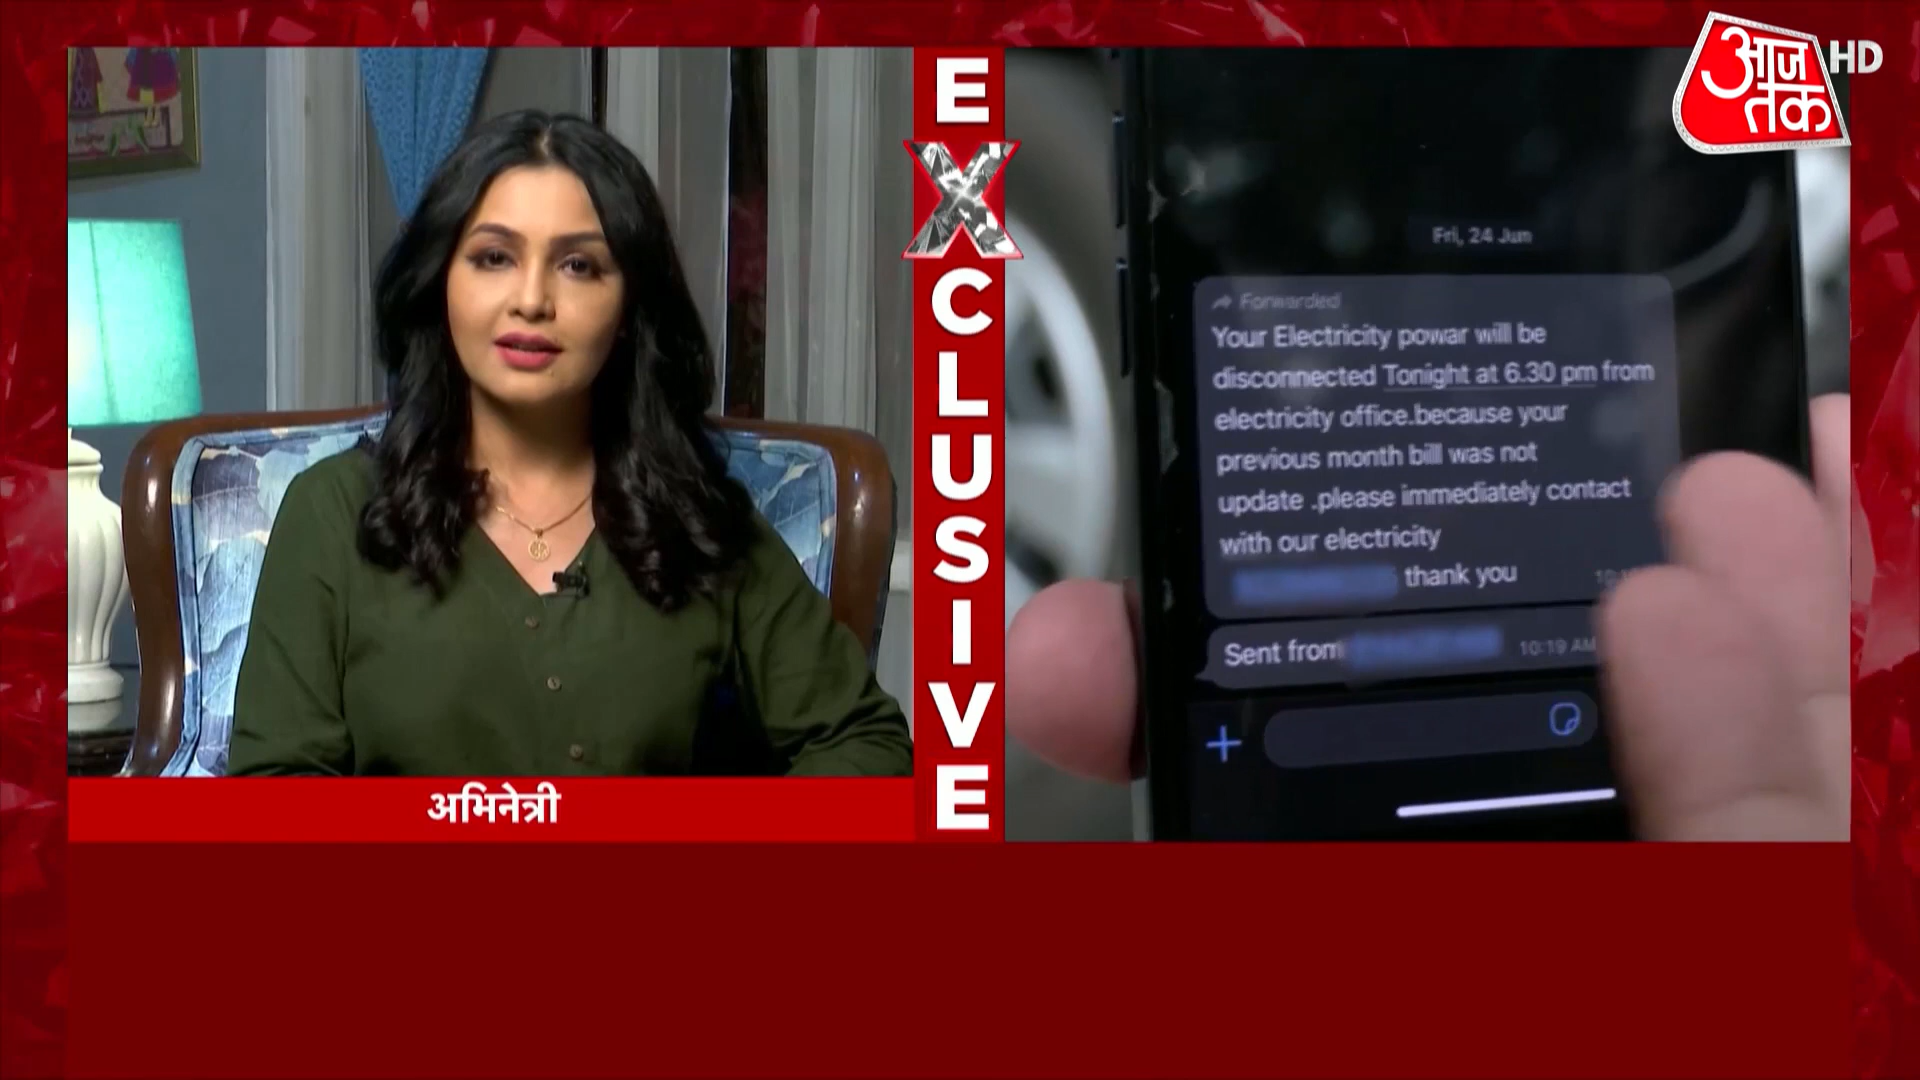 आज
तक
HD
EXCLUSIVE
Fri, 24 Jun
Forwarded
Your Electricity powar will be
disconnected Tonight at 6.30 pm from
electricity office.because your
previous month bill was not
update .please immediately contact
with our electricity
thank you
Sent from
10:19 AM
अभिनेत्री